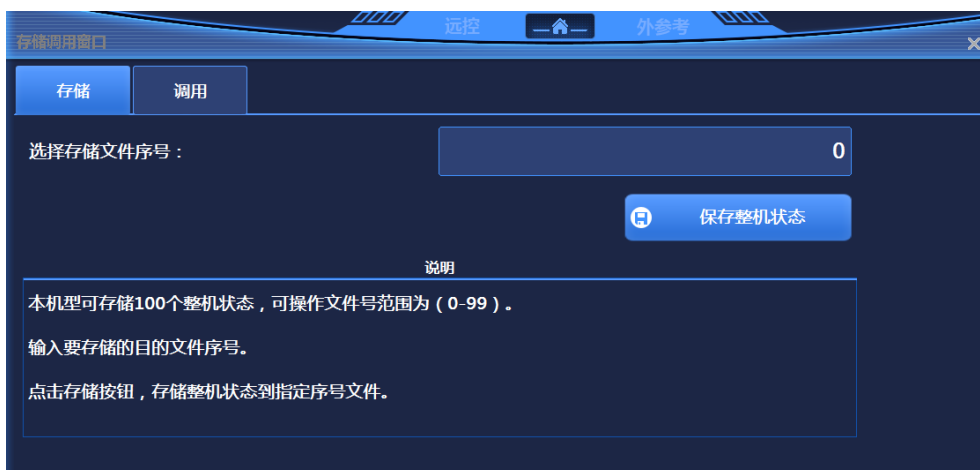 远控
外参考
存储调用窗口
存储
调用
选择存储文件序号：
0
保存整机状态
说明
本机型可存储100个整机状态，可操作文件号范围为（0-99）。
输入要存储的目的文件序号。
点击存储按钮，存储整机状态到指定序号文件。